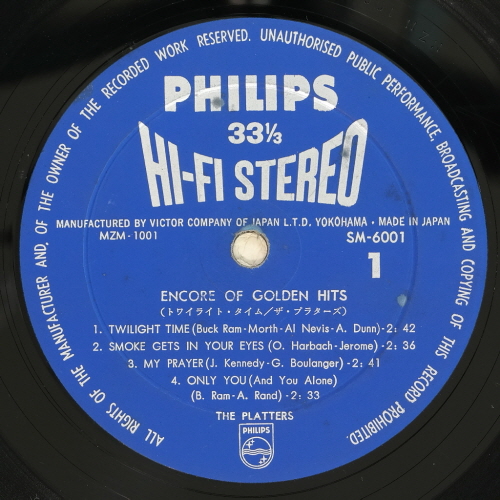 ALL RIGHTS OF THE MANUFACTURER AND, OF THE OWNER OF THE RECORDED WORK RESERVED. UNAUTHORISED PUBLIC PERFORMANCE, BROADCASTING AND COPYING OF THIS RECORD PROHIBITED.
PHILIPS
33⅓
HI-FI STEREO
MANUFACTURED BY VICTOR COMPANY OF JAPAN L.T.D. YOKOHAMA • MADE IN JAPAN
MZM-1001 SM-6001
1
ENCORE OF GOLDEN HITS
(トワイライト・タイム/ザ・プラターズ)
1. TWILIGHT TIME (Buck Ram-Morth-Al Nevis-A. Dunn)-2: 42
2. SMOKE GETS IN YOUR EYES (O. Harbach-Jerome)-2: 36
3. MY PRAYER (J. Kennedy-G. Boulanger)-2: 41
4. ONLY YOU (And You Alone)
(B. Ram-A. Rand)-2: 33
THE PLATTERS
PHILIPS